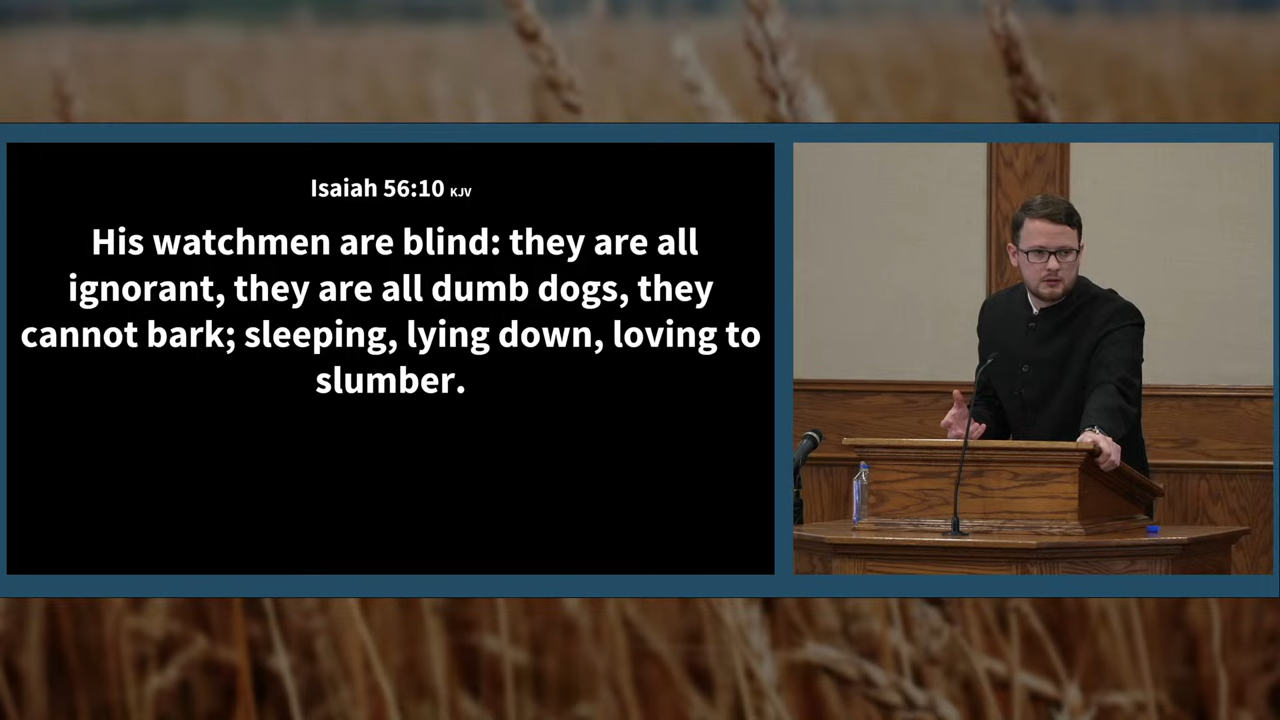 Isaiah 56:10 KJV
His watchmen are blind: they are all
ignorant, they are all dumb dogs, they
cannot bark; sleeping, lying down, loving to
slumber.